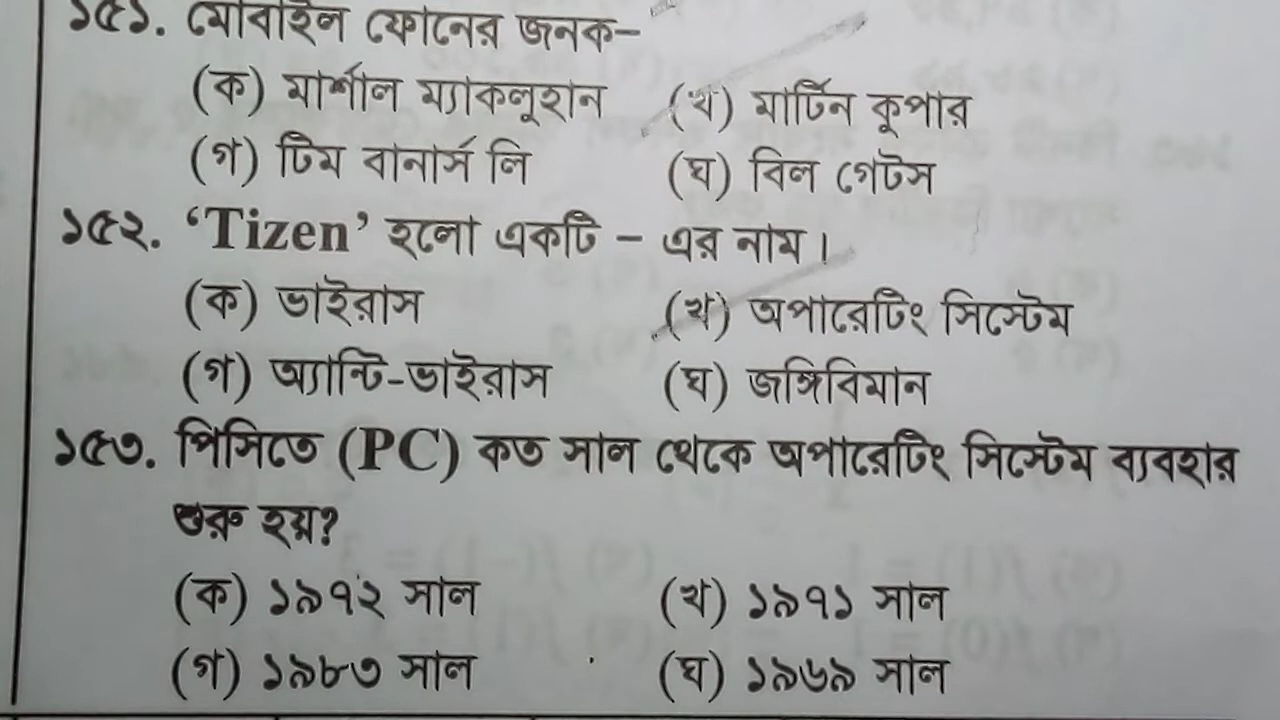 ১৫১. মোবাইল ফোনের জনক–
(ক) মার্শাল ম্যাকলুহান (খ) মার্টিন কুপার
(গ) টিম বার্নাস লি (ঘ) বিল গেটস
১৫২. ‘Tizen’ হলো একটি – এর নাম।
(ক) ভাইরাস (খ) অপারেটিং সিস্টেম
(গ) অ্যান্টি-ভাইরাস (ঘ) জঙ্গিবিমান
১৫৩. পিসিতে (PC) কত সাল থেকে অপারেটিং সিস্টেম ব্যবহার
শুরু হয়?
(ক) ১৯৭২ সাল (খ) ১৯৭১ সাল
(গ) ১৯৮৩ সাল (ঘ) ১৯৬৯ সাল